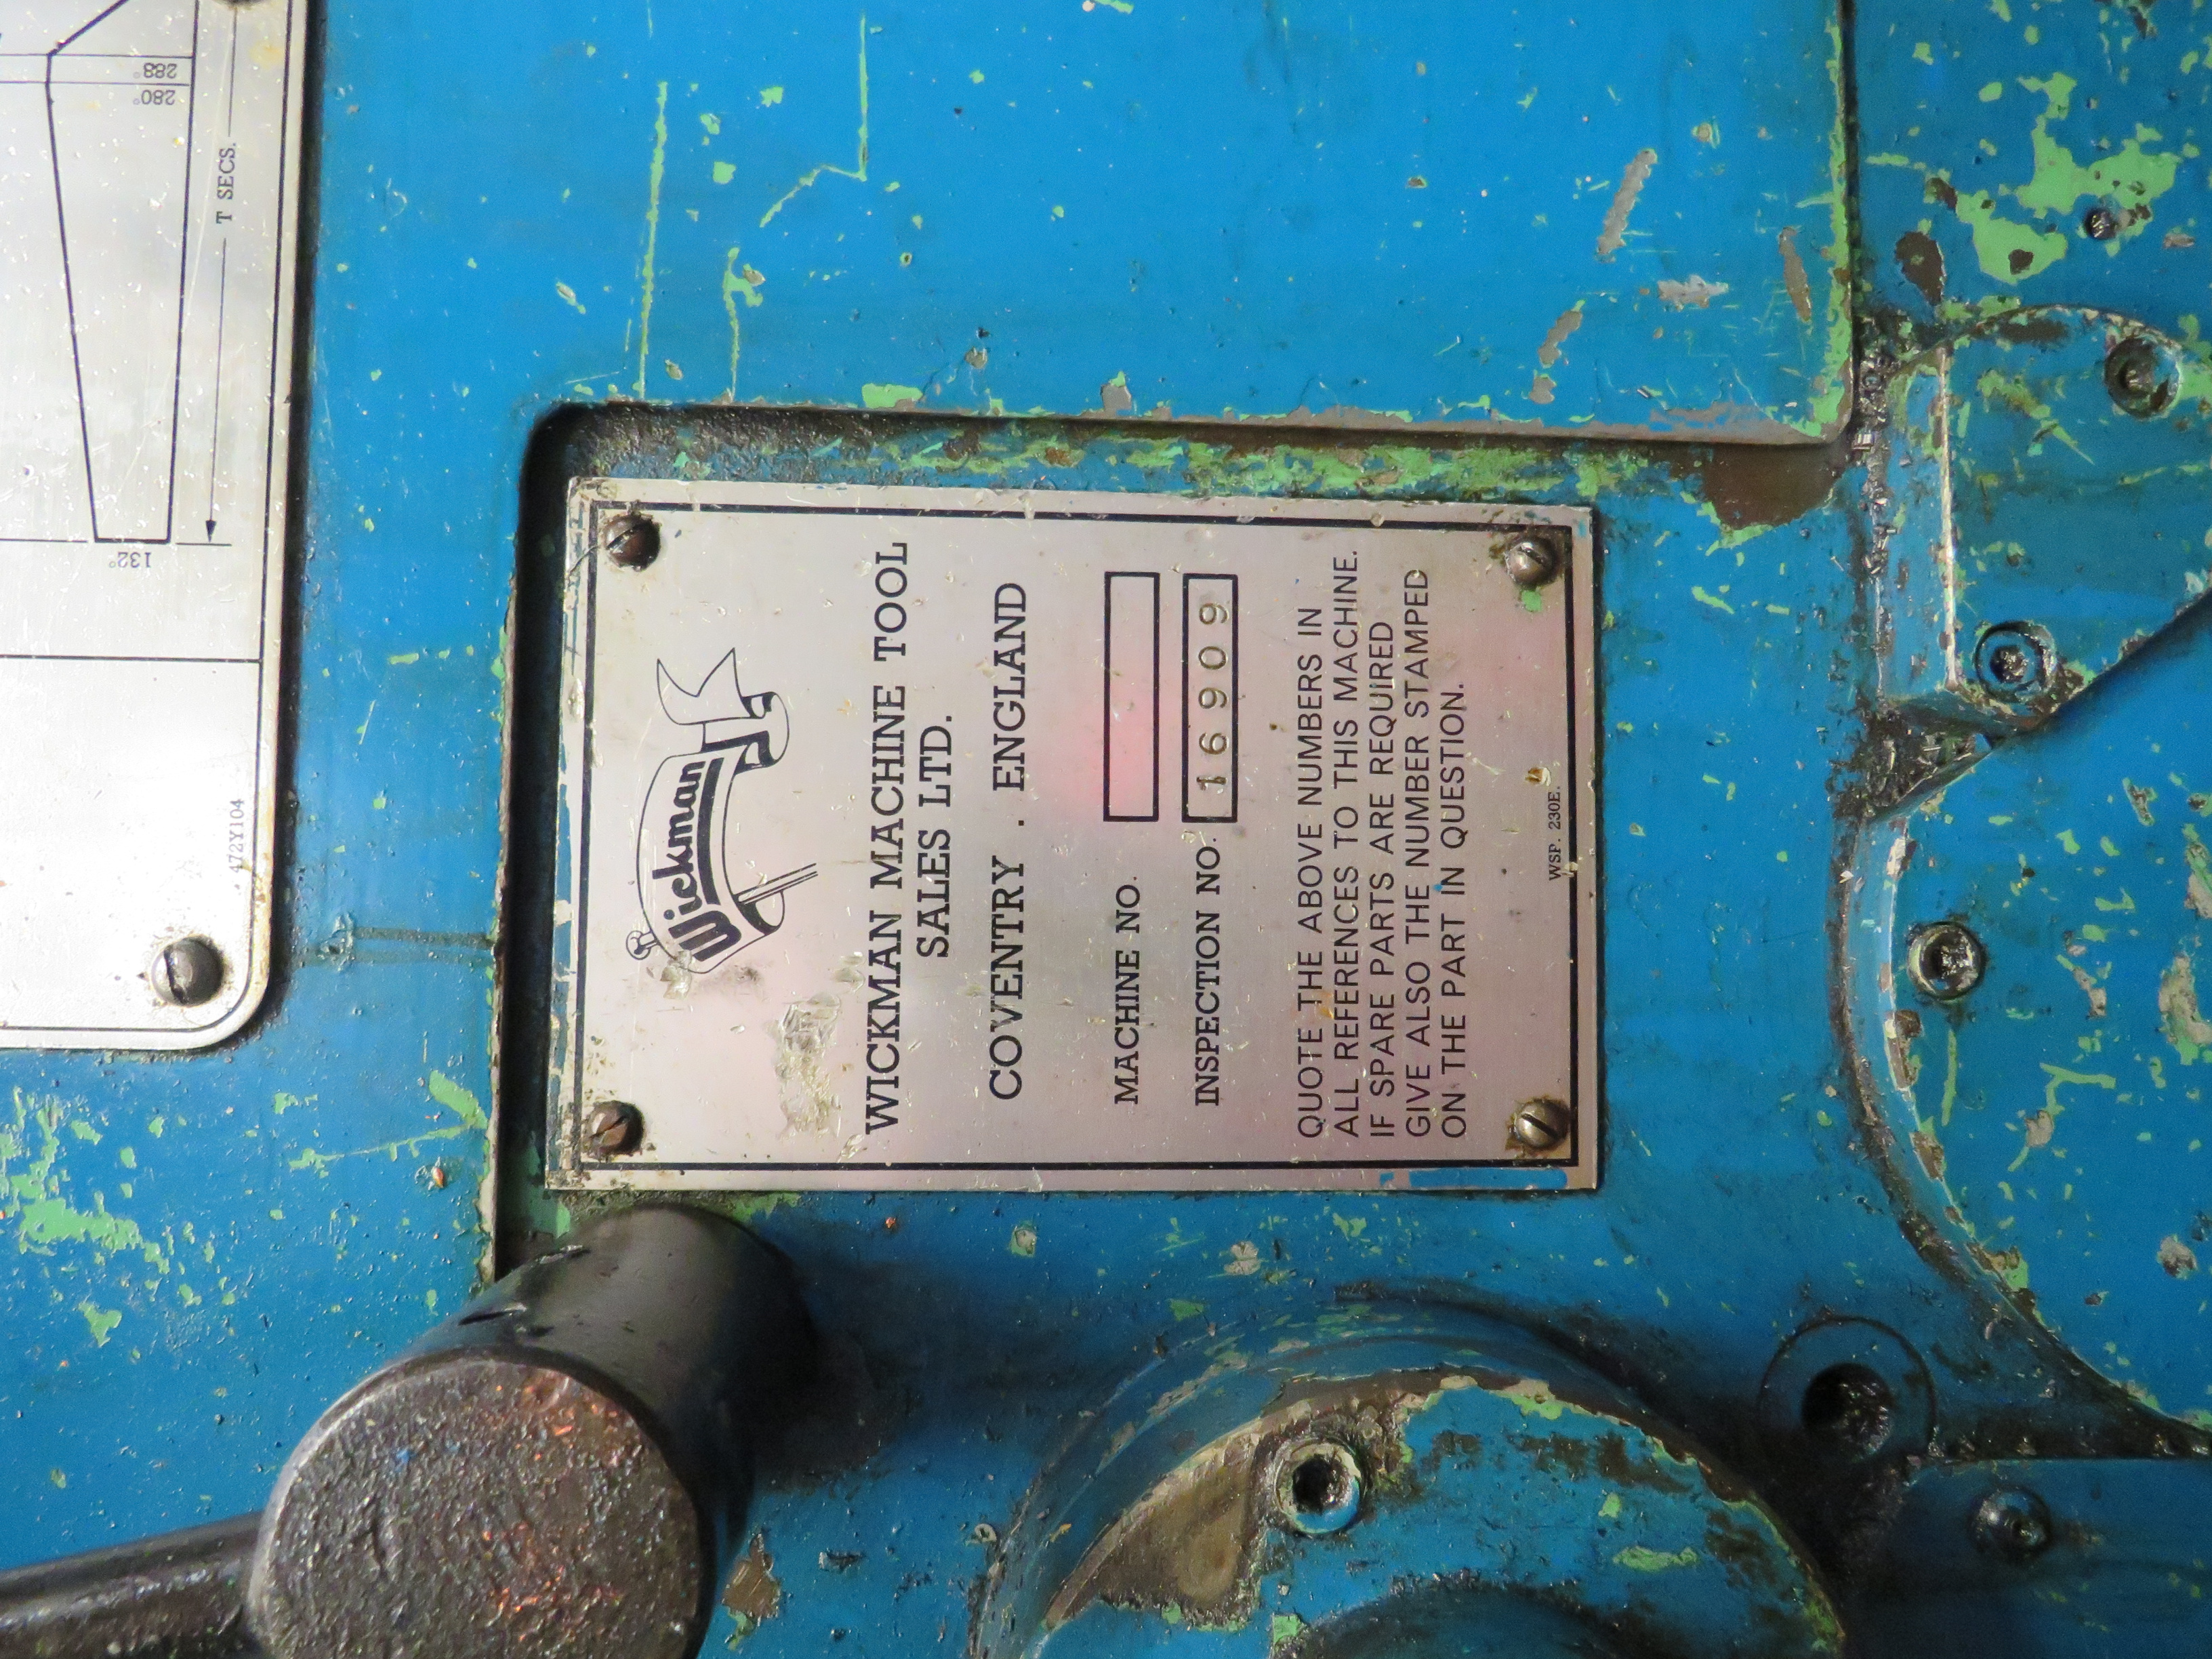 Wickman
WICKMAN MACHINE TOOL
SALES LTD.
COVENTRY . ENGLAND
MACHINE NO.
INSPECTION NO. 16909
QUOTE THE ABOVE NUMBERS IN
ALL REFERENCES TO THIS MACHINE.
IF SPARE PARTS ARE REQUIRED
GIVE ALSO THE NUMBER STAMPED
ON THE PART IN QUESTION.
WSP. 230E.
288°
280°
T SECS.
132°
472Y104